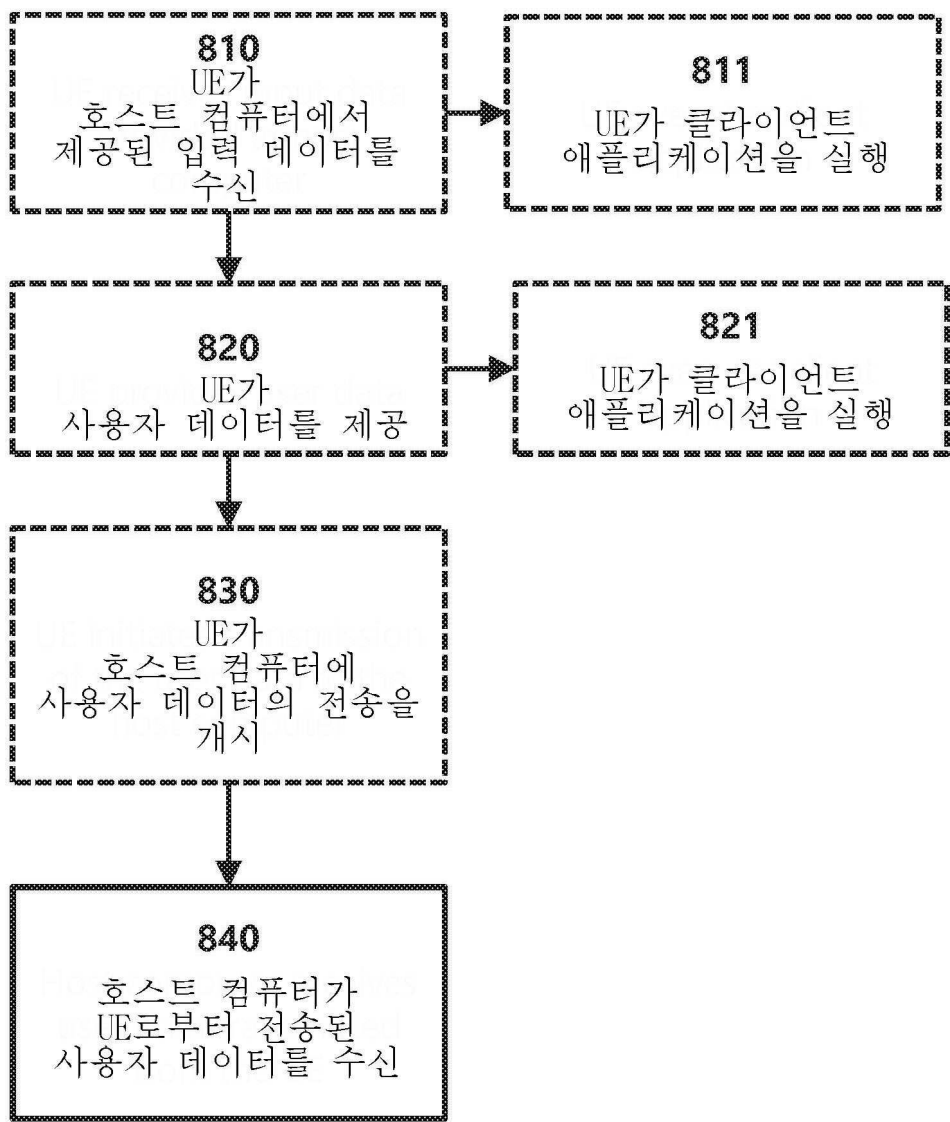 810
UE가
호스트 컴퓨터에서
제공된 입력 데이터를
수신
811
UE가 클라이언트
애플리케이션을 실행
820
UE가
사용자 데이터를 제공
821
UE가 클라이언트
애플리케이션을 실행
830
UE가
호스트 컴퓨터에
사용자 데이터의 전송을
개시
840
호스트 컴퓨터가
UE로부터 전송된
사용자 데이터를 수신